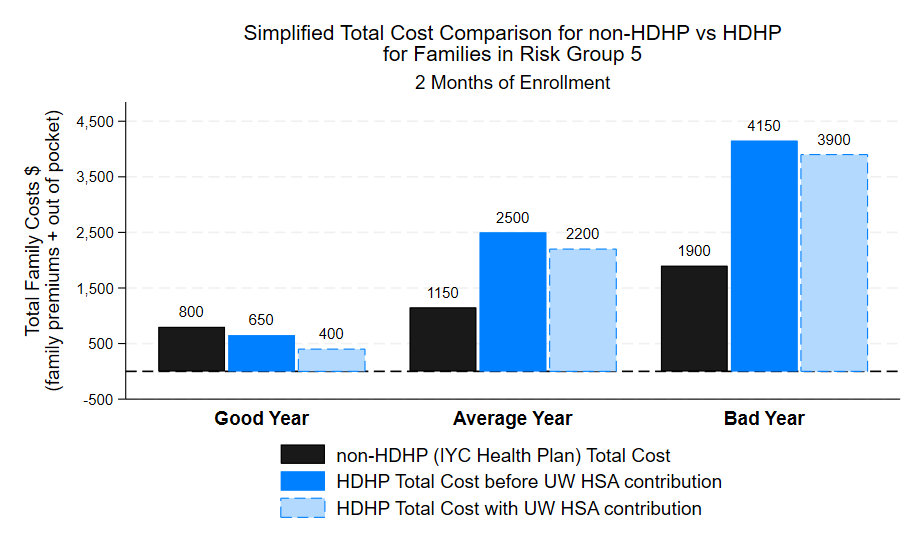 Simplified Total Cost Comparison for non-HDHP vs HDHP
for Families in Risk Group 5
2 Months of Enrollment
Total Family Costs $
(family premiums + out of pocket)
4,500
3,500
2,500
1,500
500
-500
800
650
400
1150
2500
2200
1900
4150
3900
Good Year
Average Year
Bad Year
non-HDHP (IYC Health Plan) Total Cost
HDHP Total Cost before UW HSA contribution
HDHP Total Cost with UW HSA contribution